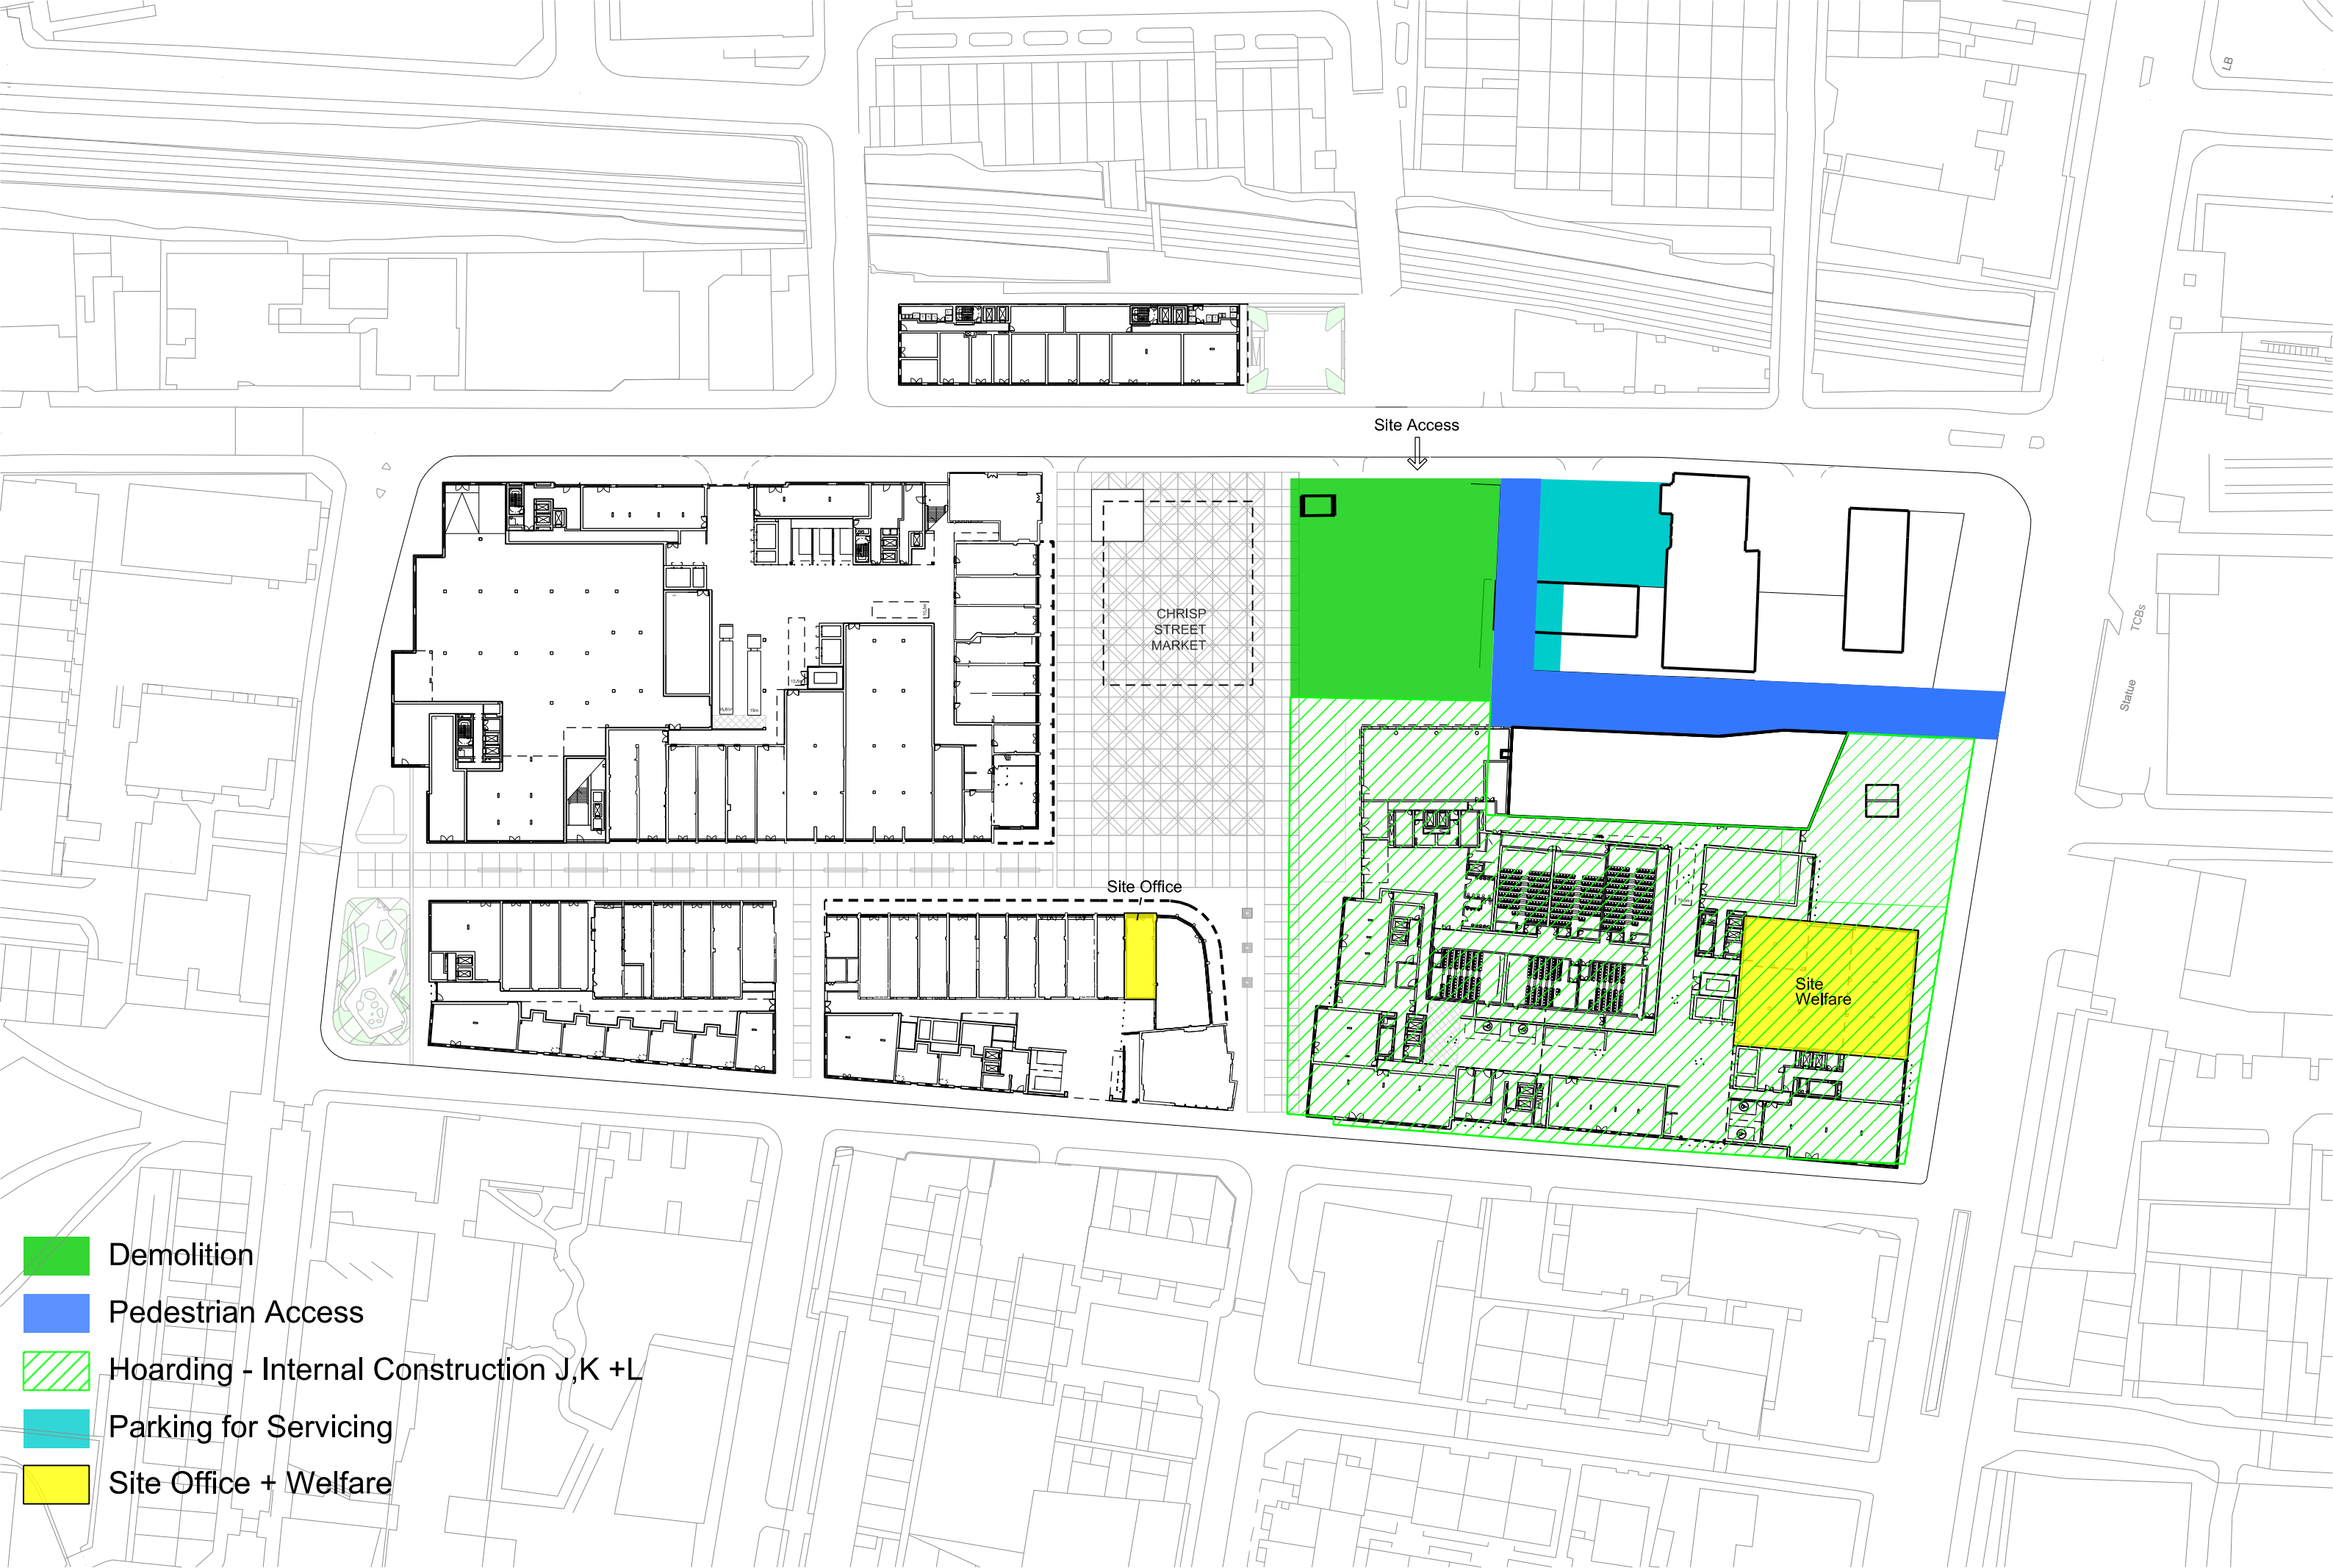 LB
Site Access
CHRISP
STREET
MARKET
TCBs
Statue
Site Office
Site
Welfare
Demolition
Pedestrian Access
Hoarding - Internal Construction J,K +L
Parking for Servicing
Site Office + Welfare